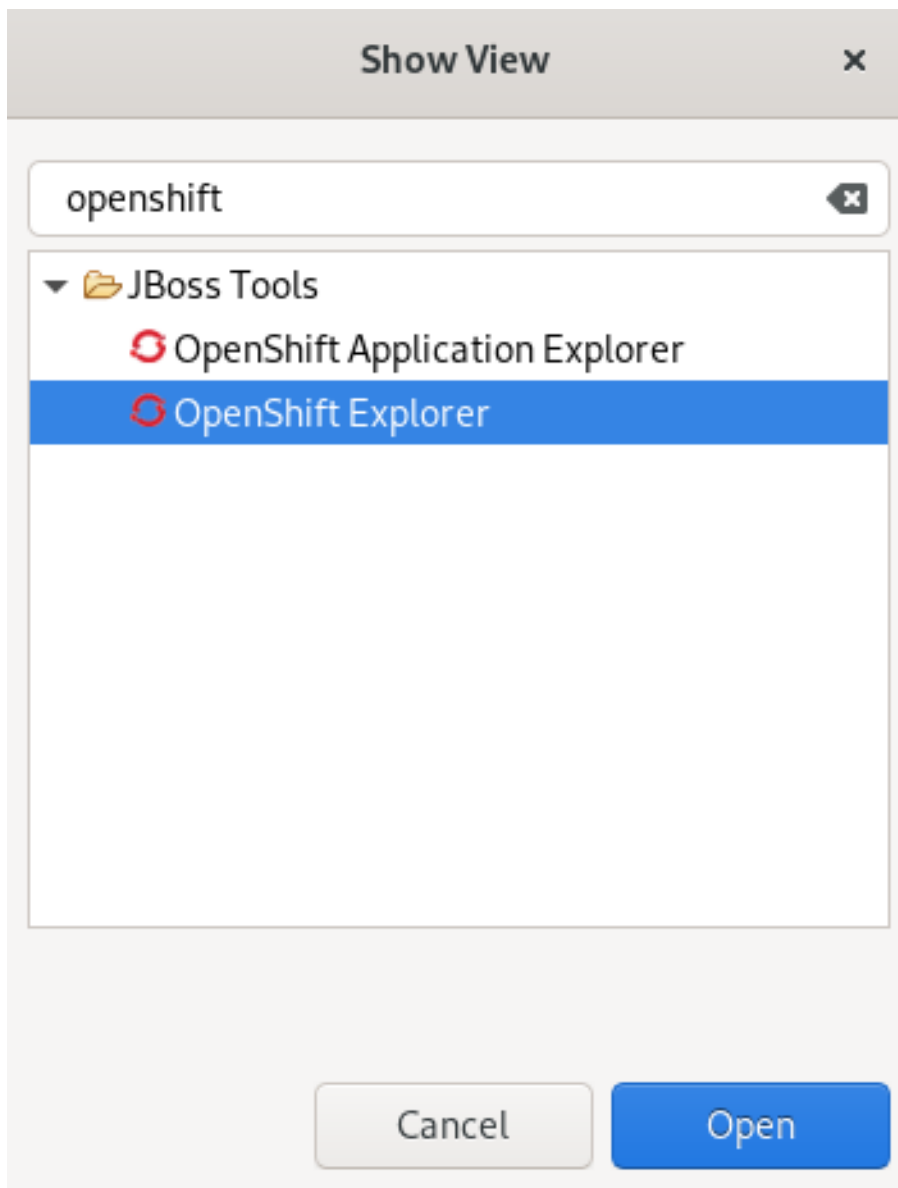 Show View
openshift
JBoss Tools
OpenShift Application Explorer
OpenShift Explorer
Cancel
Open